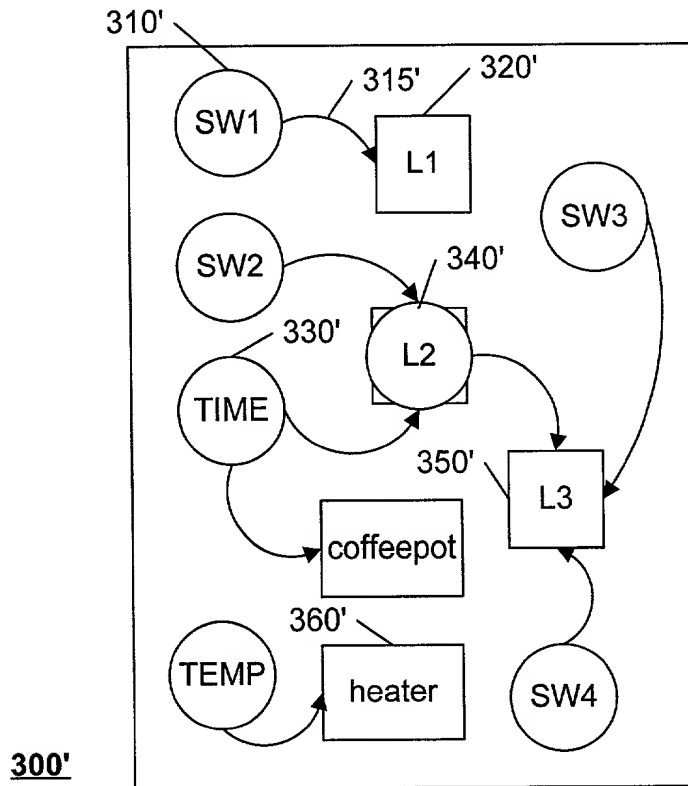 310'
315'
320'
SW1
L1
SW3
SW2
340'
330'
L2
TIME
350'
L3
coffeepot
360'
TEMP
heater
SW4
300'